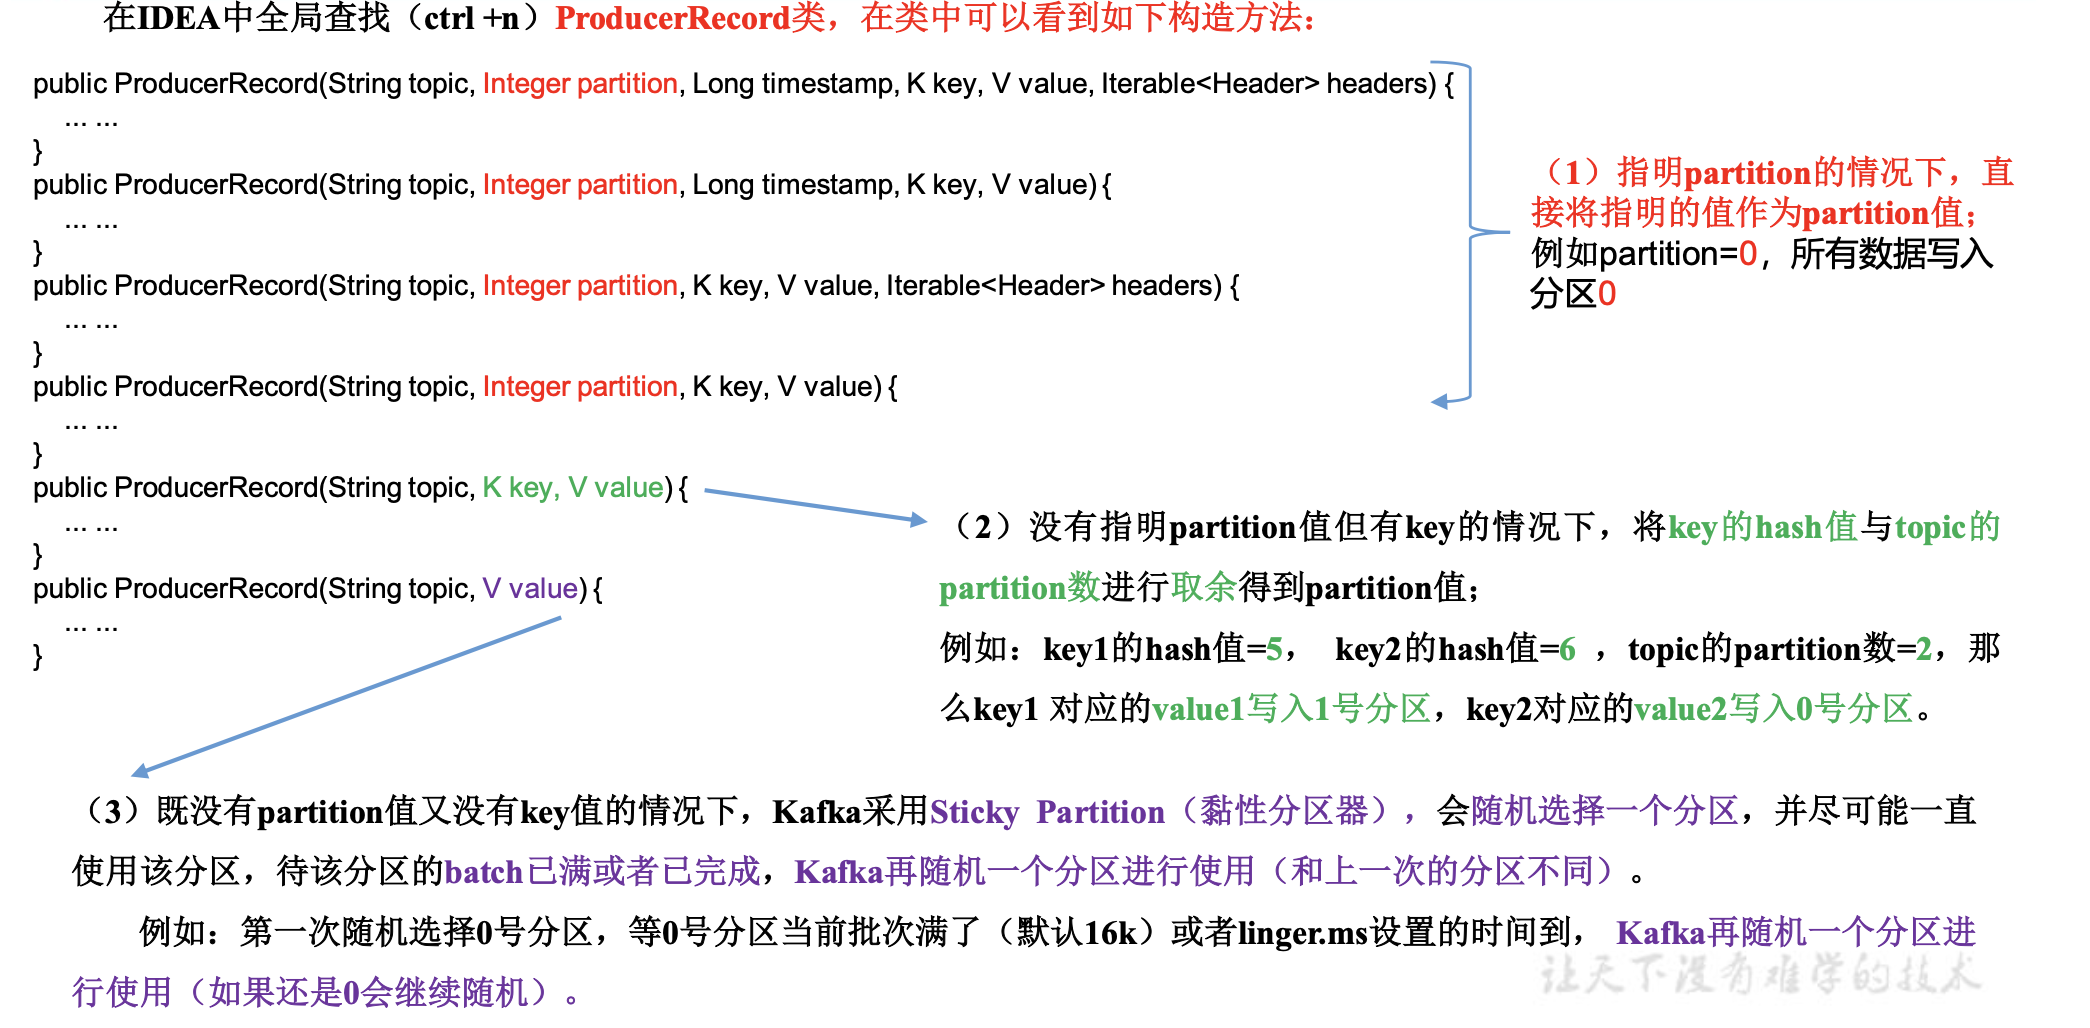 在IDEA中全局查找（ctrl +n）ProducerRecord类，在类中可以看到如下构造方法：
public ProducerRecord(String topic, Integer partition, Long timestamp, K key, V value, Iterable<Header> headers) {
... ...
}
public ProducerRecord(String topic, Integer partition, Long timestamp, K key, V value) {
... ...
}
public ProducerRecord(String topic, Integer partition, K key, V value, Iterable<Header> headers) {
... ...
}
public ProducerRecord(String topic, Integer partition, K key, V value) {
... ...
}
public ProducerRecord(String topic, K key, V value) {
... ...
}
public ProducerRecord(String topic, V value) {
... ...
}
（1）指明partition的情况下，直
接将指明的值作为partition值；
例如partition=0，所有数据写入
分区0
（2）没有指明partition值但有key的情况下，将key的hash值与topic的
partition数进行取余得到partition值；
例如：key1的hash值=5， key2的hash值=6 ，topic的partition数=2，那
么key1 对应的value1写入1号分区，key2对应的value2写入0号分区。
（3）既没有partition值又没有key值的情况下，Kafka采用Sticky Partition（黏性分区器），会随机选择一个分区，并尽可能一直
使用该分区，待该分区的batch已满或者已完成，Kafka再随机一个分区进行使用（和上一次的分区不同）。
例如：第一次随机选择0号分区，等0号分区当前批次满了（默认16k）或者linger.ms设置的时间到， Kafka再随机一个分区进
行使用（如果还是0会继续随机）。
让天下没有难学的技术